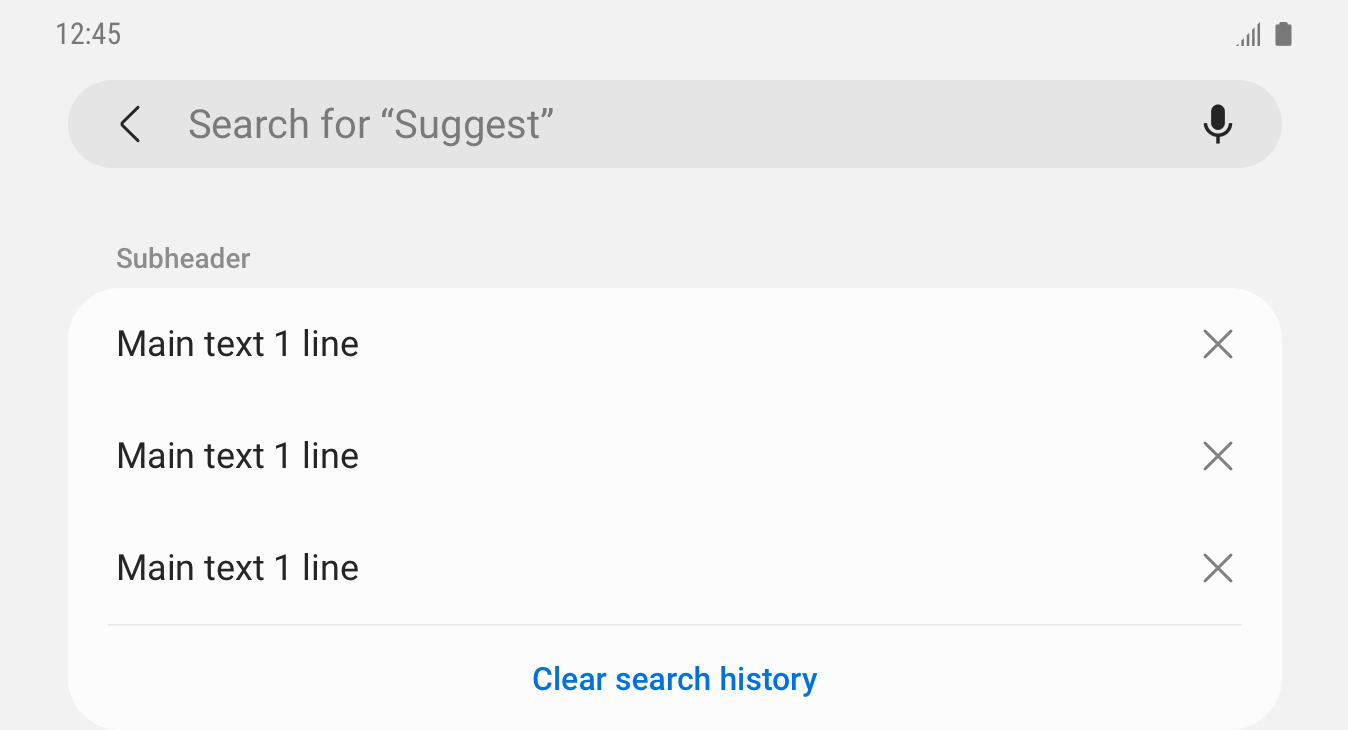 12:45
Search for “Suggest”
Subheader
Main text 1 line
Main text 1 line
Main text 1 line
Clear search history